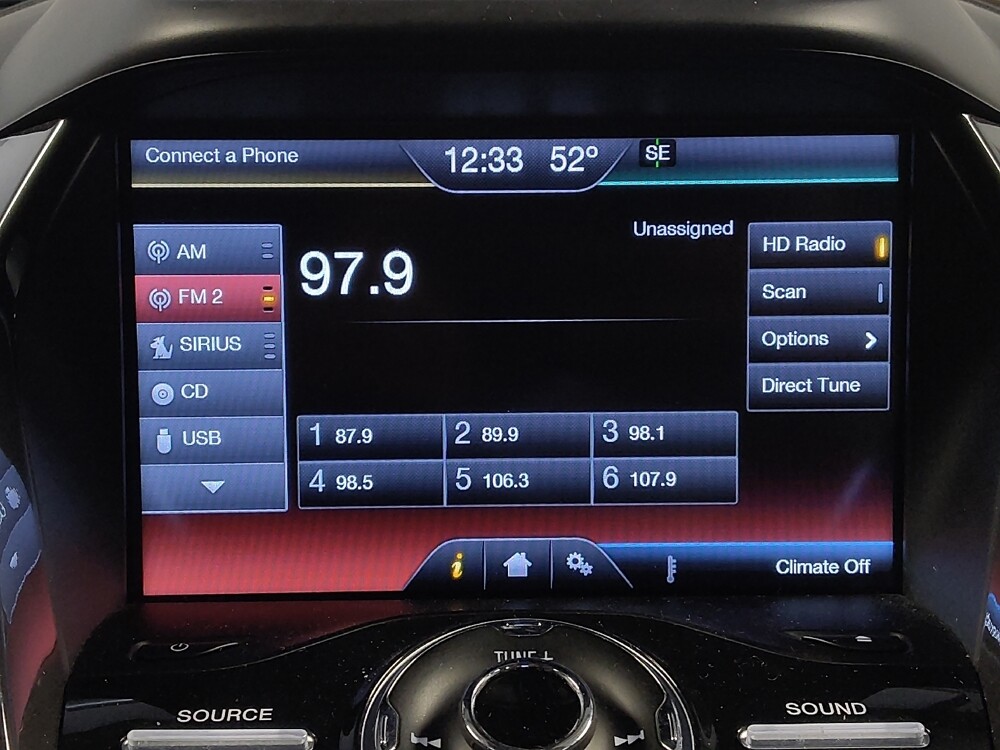 Connect a Phone
12:33 52º
SE
Unassigned
AM
FM 2
SIRIUS
CD
USB
97.9
HD Radio
Scan
Options
Direct Tune
1 87.9
2 89.9
3 98.1
4 98.5
5 106.3
6 107.9
i
Climate Off
TUNE +
SOURCE
SOUND